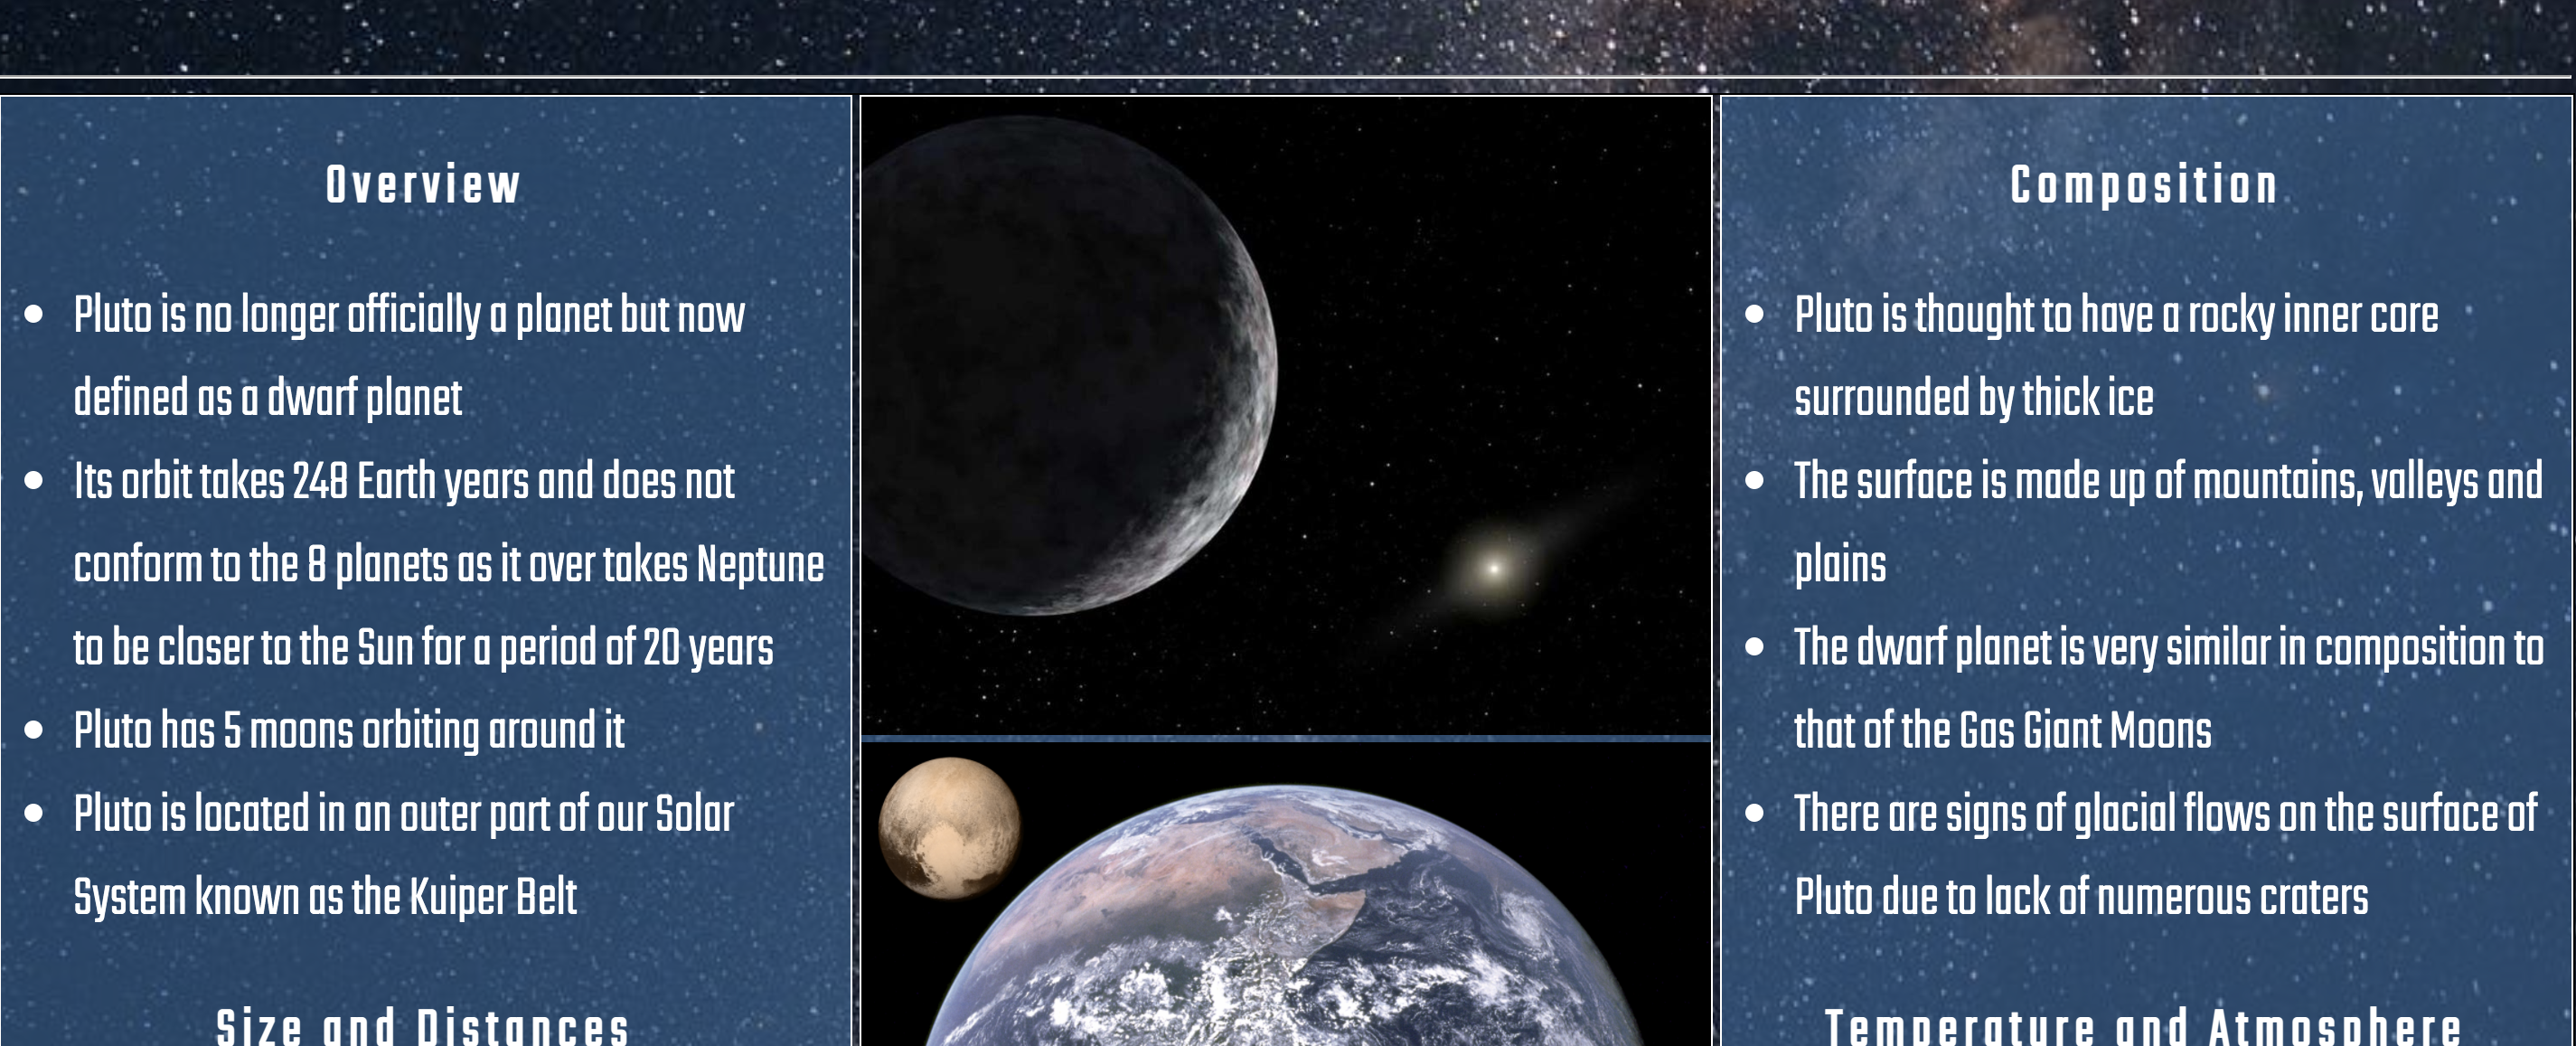 Overview
• Pluto is no longer officially a planet but now
defined as a dwarf planet
• Its orbit takes 248 Earth years and does not
conform to the 8 planets as it over takes Neptune
to be closer to the Sun for a period of 20 years
• Pluto has 5 moons orbiting around it
• Pluto is located in an outer part of our Solar
System known as the Kuiper Belt
Size and Distances
Composition
• Pluto is thought to have a rocky inner core
surrounded by thick ice
• The surface is made up of mountains, valleys and
plains
• The dwarf planet is very similar in composition to
that of the Gas Giant Moons
• There are signs of glacial flows on the surface of
Pluto due to lack of numerous craters
Temperature and Atmosphere